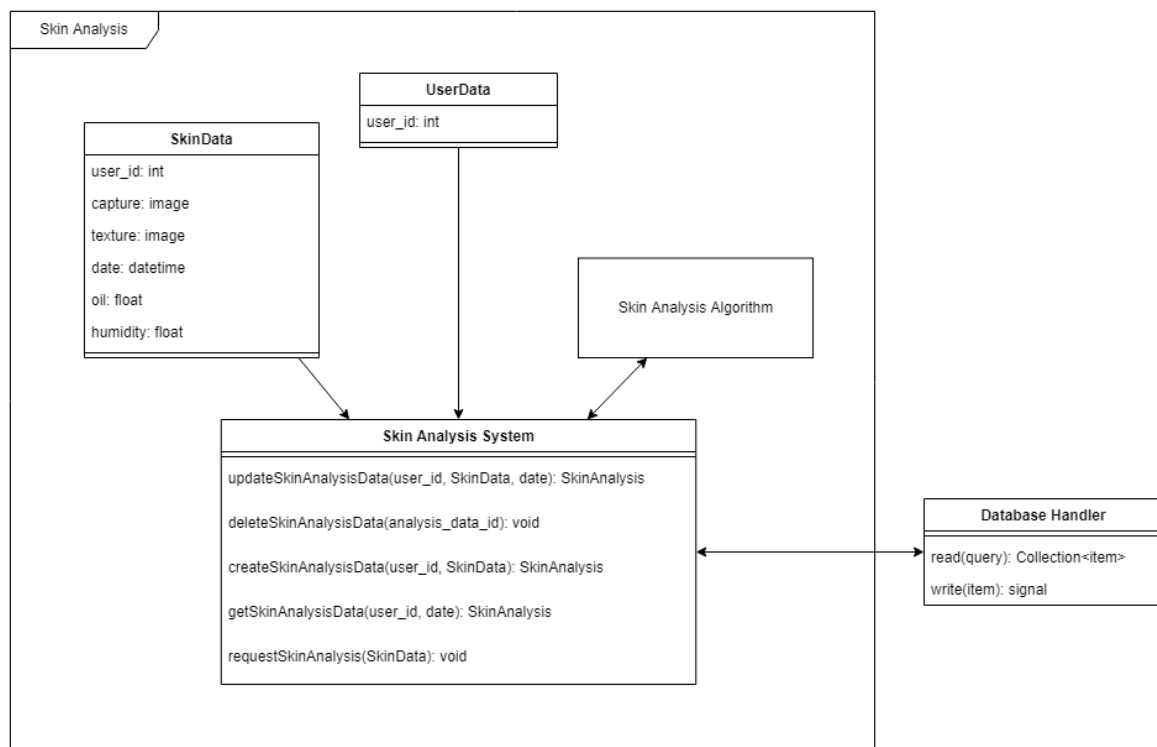 Skin Analysis
UserData
user_id: int
SkinData
user_id: int
capture: image
texture: image
date: datetime
oil: float
humidity: float
Skin Analysis Algorithm
Skin Analysis System
updateSkinAnalysisData(user_id, SkinData, date): SkinAnalysis
deleteSkinAnalysisData(analysis_data_id): void
createSkinAnalysisData(user_id, SkinData): SkinAnalysis
getSkinAnalysisData(user_id, date): SkinAnalysis
requestSkinAnalysis(SkinData): void
Database Handler
read(query): Collection<item>
write(item): signal